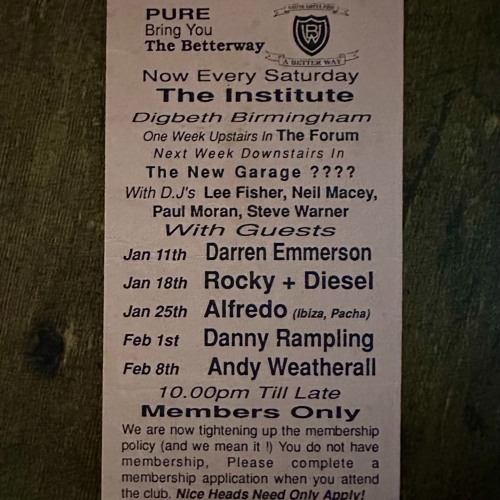 PURE
Bring You
The Betterway
A BETTER WAY
Now Every Saturday
The Institute
Digbeth Birmingham
One Week Upstairs In The Forum
Next Week Downstairs In
The New Garage ????
With D.J's Lee Fisher, Neil Macey,
Paul Moran, Steve Warner
With Guests
Jan 11th Darren Emmerson
Jan 18th Rocky + Diesel
Jan 25th Alfredo (Ibiza, Pacha)
Feb 1st Danny Rampling
Feb 8th Andy Weatherall
10.00pm Till Late
Members Only
We are now tightening up the membership
policy (and we mean it !) You do not have
membership, Please complete a
membership application when you attend
the club. Nice Heads Need Only Apply!